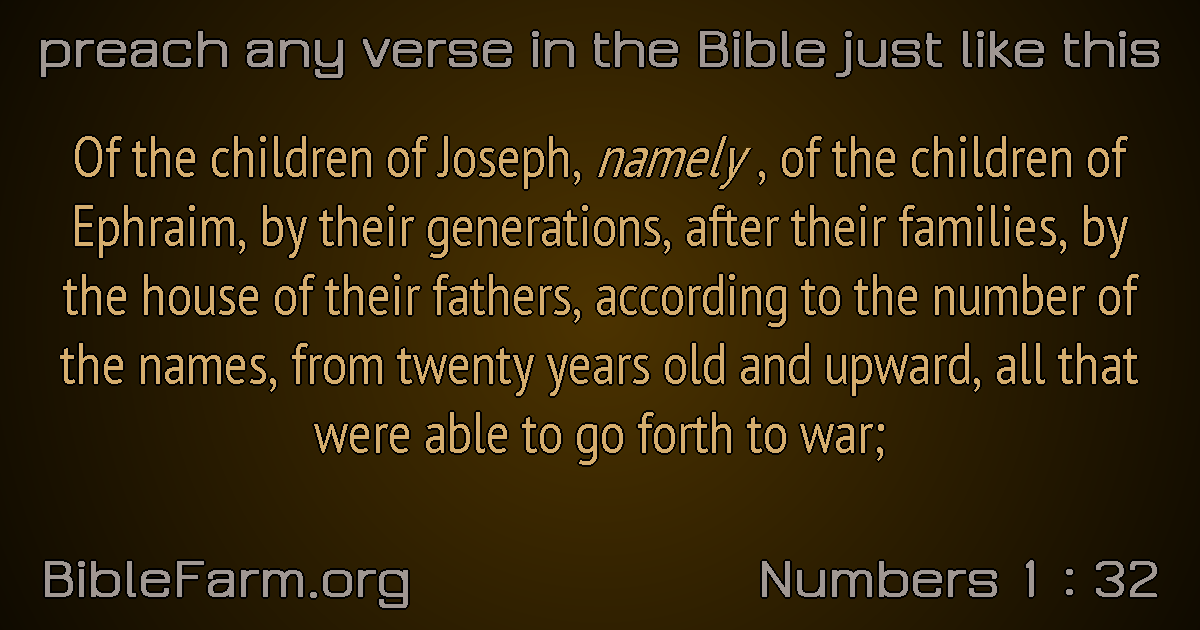 preach any verse in the Bible just like this
Of the children of Joseph, namely , of the children of
Ephraim, by their generations, after their families, by
the house of their fathers, according to the number of
the names, from twenty years old and upward, all that
were able to go forth to war;
BibleFarm.org
Numbers 1 : 32